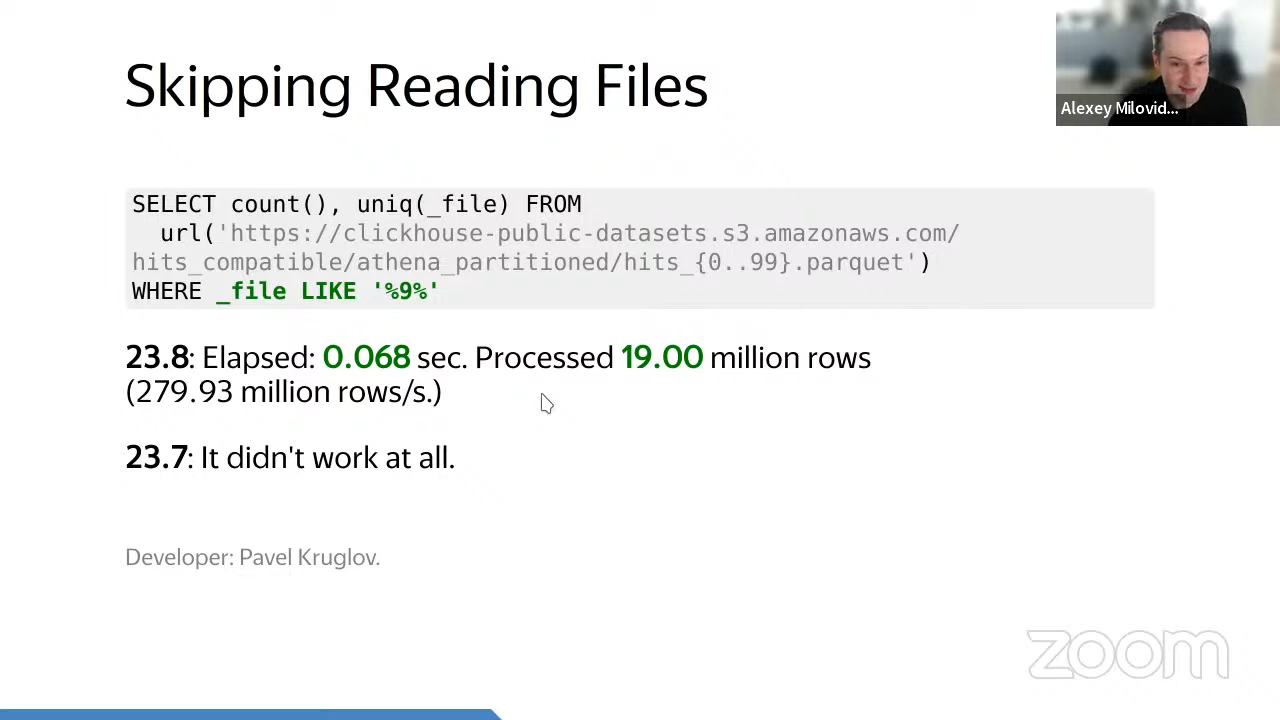 Skipping Reading Files
Alexey Milovid...
SELECT count(), uniq(_file) FROM
url('https://clickhouse-public-datasets.s3.amazonaws.com/
hits_compatible/athena_partitioned/hits_{0..99}.parquet')
WHERE _file LIKE '%9%'
23.8: Elapsed: 0.068 sec. Processed 19.00 million rows
(279.93 million rows/s.)
23.7: It didn't work at all.
Developer: Pavel Kruglov.
zoom